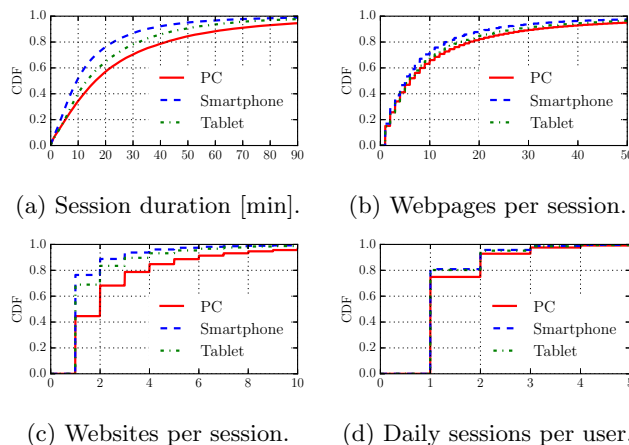 1.0
0.8
0.6
0.4
0.2
0.0
CDF
PC
Smartphone
Tablet
0 10 20 30 40 50 60 70 80 90
(a) Session duration [min].
1.0
0.8
0.6
0.4
0.2
0.0
CDF
PC
Smartphone
Tablet
0 10 20 30 40 50
(b) Webpages per session.
1.0
0.8
0.6
0.4
0.2
0.0
CDF
PC
Smartphone
Tablet
0 2 4 6 8 10
(c) Websites per session.
1.0
0.8
0.6
0.4
0.2
0.0
CDF
PC
Smartphone
Tablet
0 1 2 3 4 5
(d) Daily sessions per user.